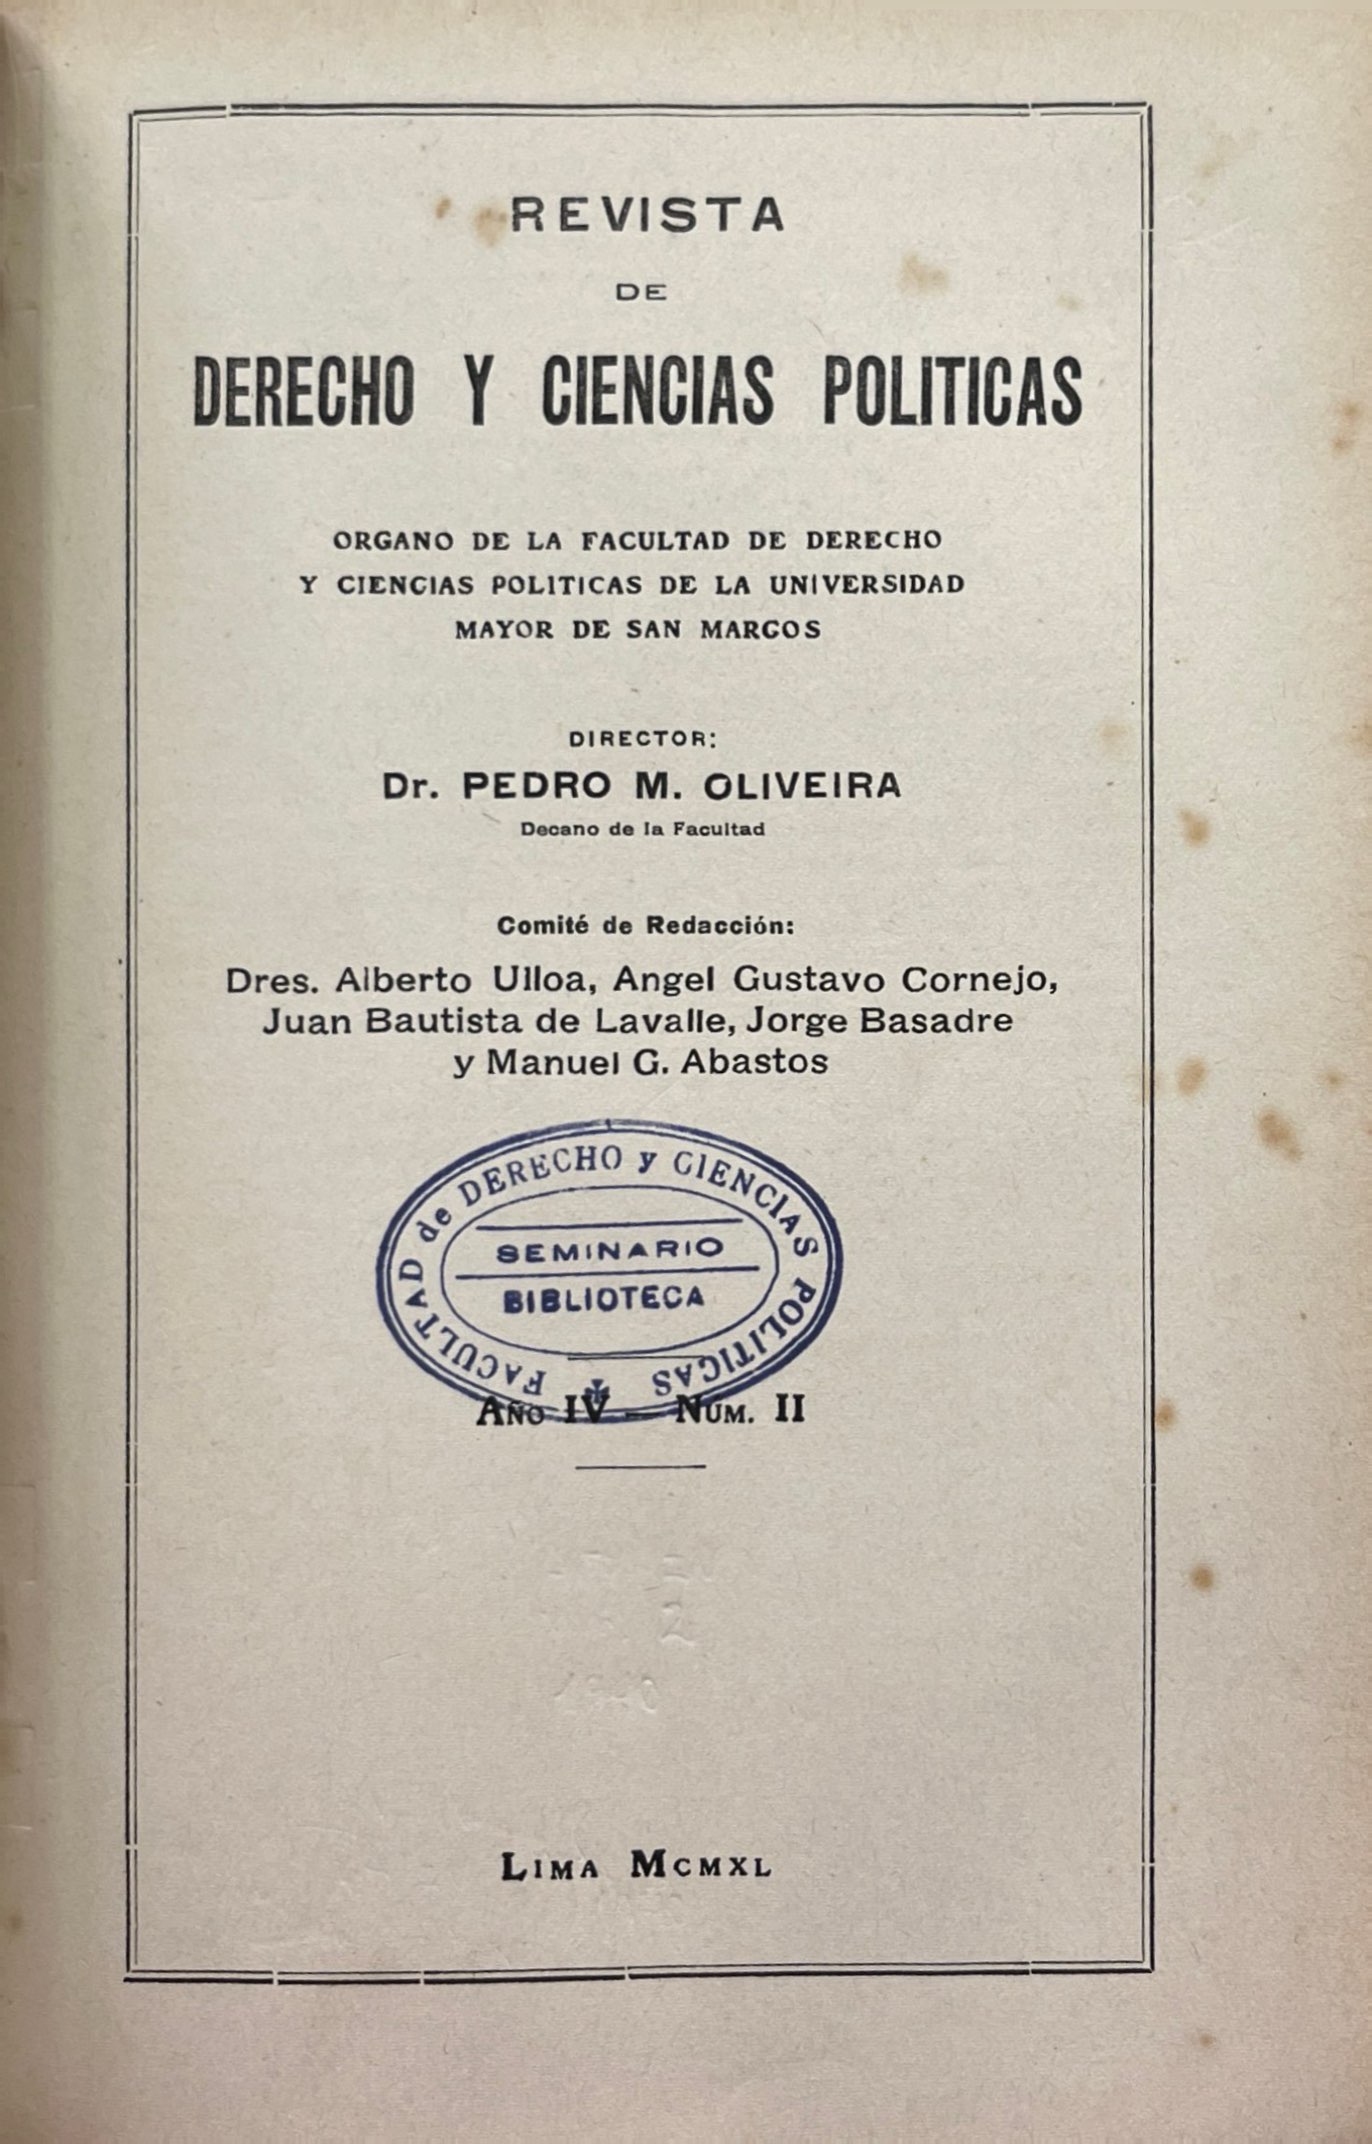 REVISTA
DE
DERECHO Y CIENCIAS POLITICAS
ORGANO DE LA FACULTAD DE DERECHO
Y CIENCIAS POLITICAS DE LA UNIVERSIDAD
MAYOR DE SAN MARCOS
DIRECTOR:
Dr. PEDRO M. OLIVEIRA
Decano de la Facultad
Comité de Redacción:
Dres. Alberto Ulloa, Angel Gustavo Cornejo,
Juan Bautista de Lavalle, Jorge Basadre
y Manuel G. Abastos
FACULTAD de DERECHO y CIENCIAS POLITICAS
SEMINARIO
BIBLIOTECA
AÑO IV — NÚM. II
LIMA MCMXL